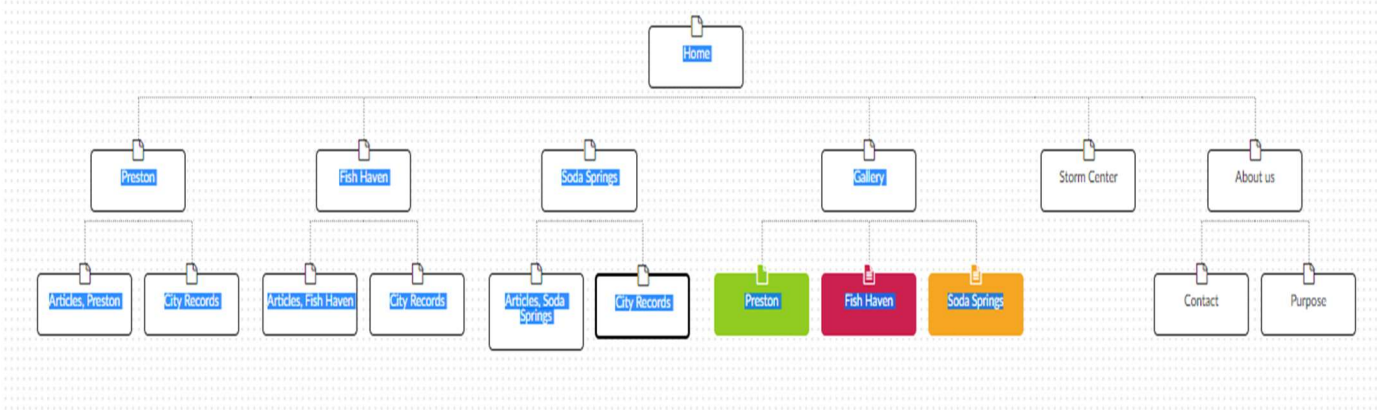 Home
Preston
Fish Haven
Soda Springs
Gallery
Storm Center
About us
Articles, Preston
City Records
Articles, Fish Haven
City Records
Articles, Soda
Springs
City Records
Preston
Fish Haven
Soda Springs
Contact
Purpose